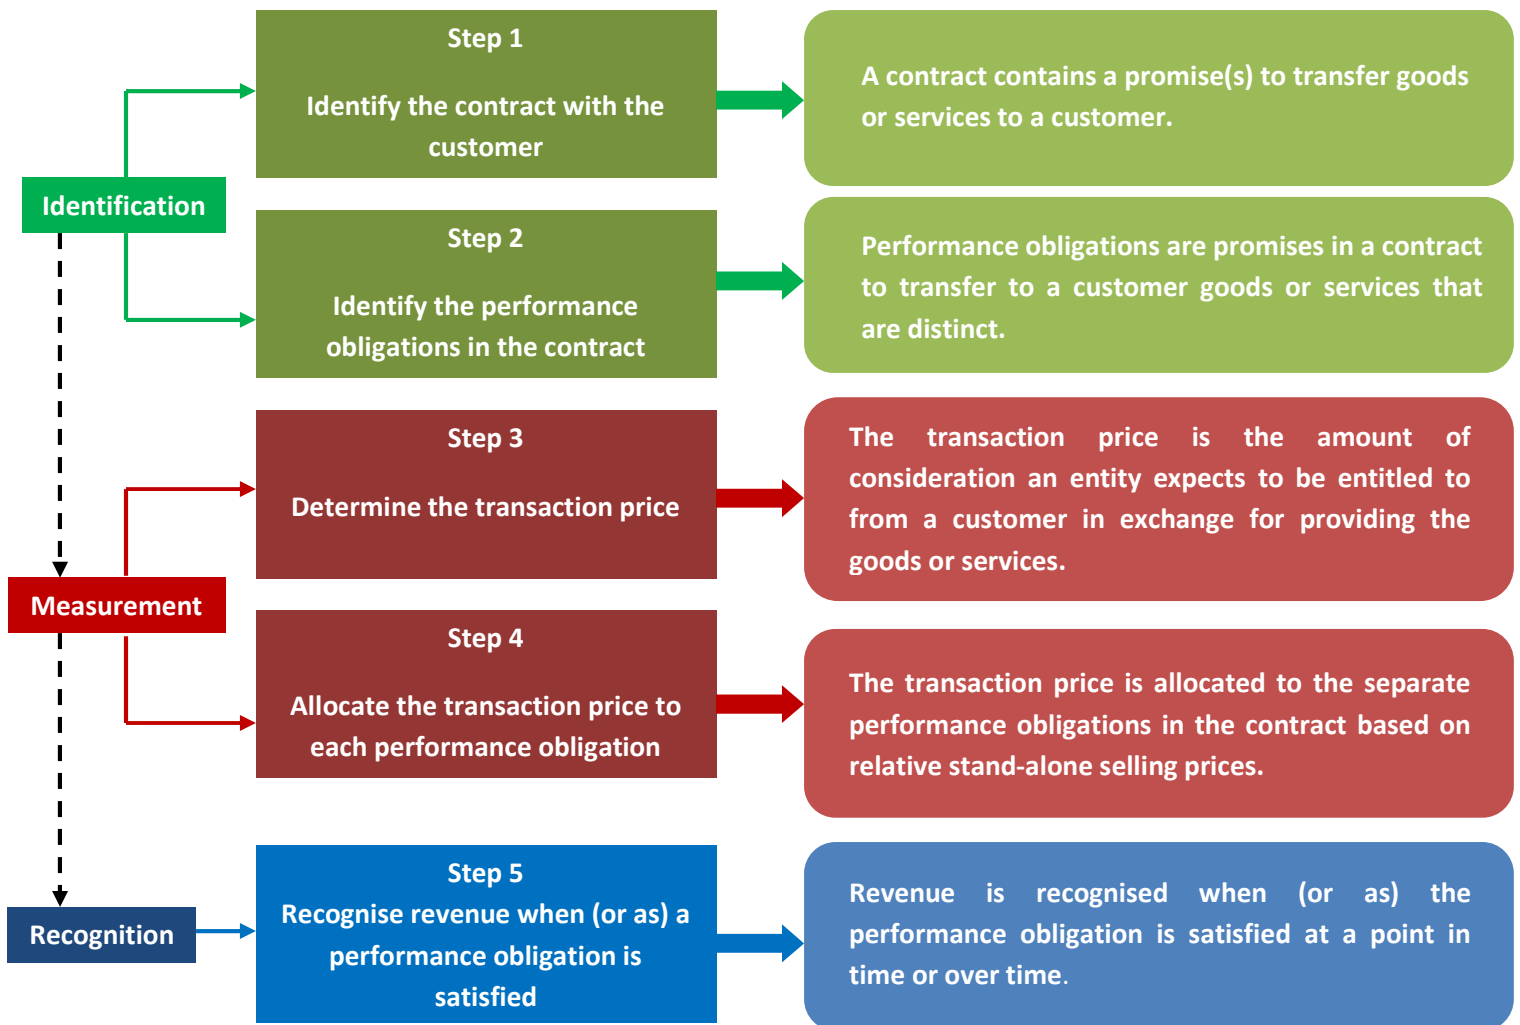 Step 1
Identify the contract with the
customer
A contract contains a promise(s) to transfer goods
or services to a customer.
Identification
Step 2
Identify the performance
obligations in the contract
Performance obligations are promises in a contract
to transfer to a customer goods or services that
are distinct.
Step 3
Determine the transaction price
The transaction price is the amount of
consideration an entity expects to be entitled to
from a customer in exchange for providing the
goods or services.
Measurement
Step 4
Allocate the transaction price to
each performance obligation
The transaction price is allocated to the separate
performance obligations in the contract based on
relative stand-alone selling prices.
Recognition
Step 5
Recognise revenue when (or as) a
performance obligation is
satisfied
Revenue is recognised when (or as) the
performance obligation is satisfied at a point in
time or over time.